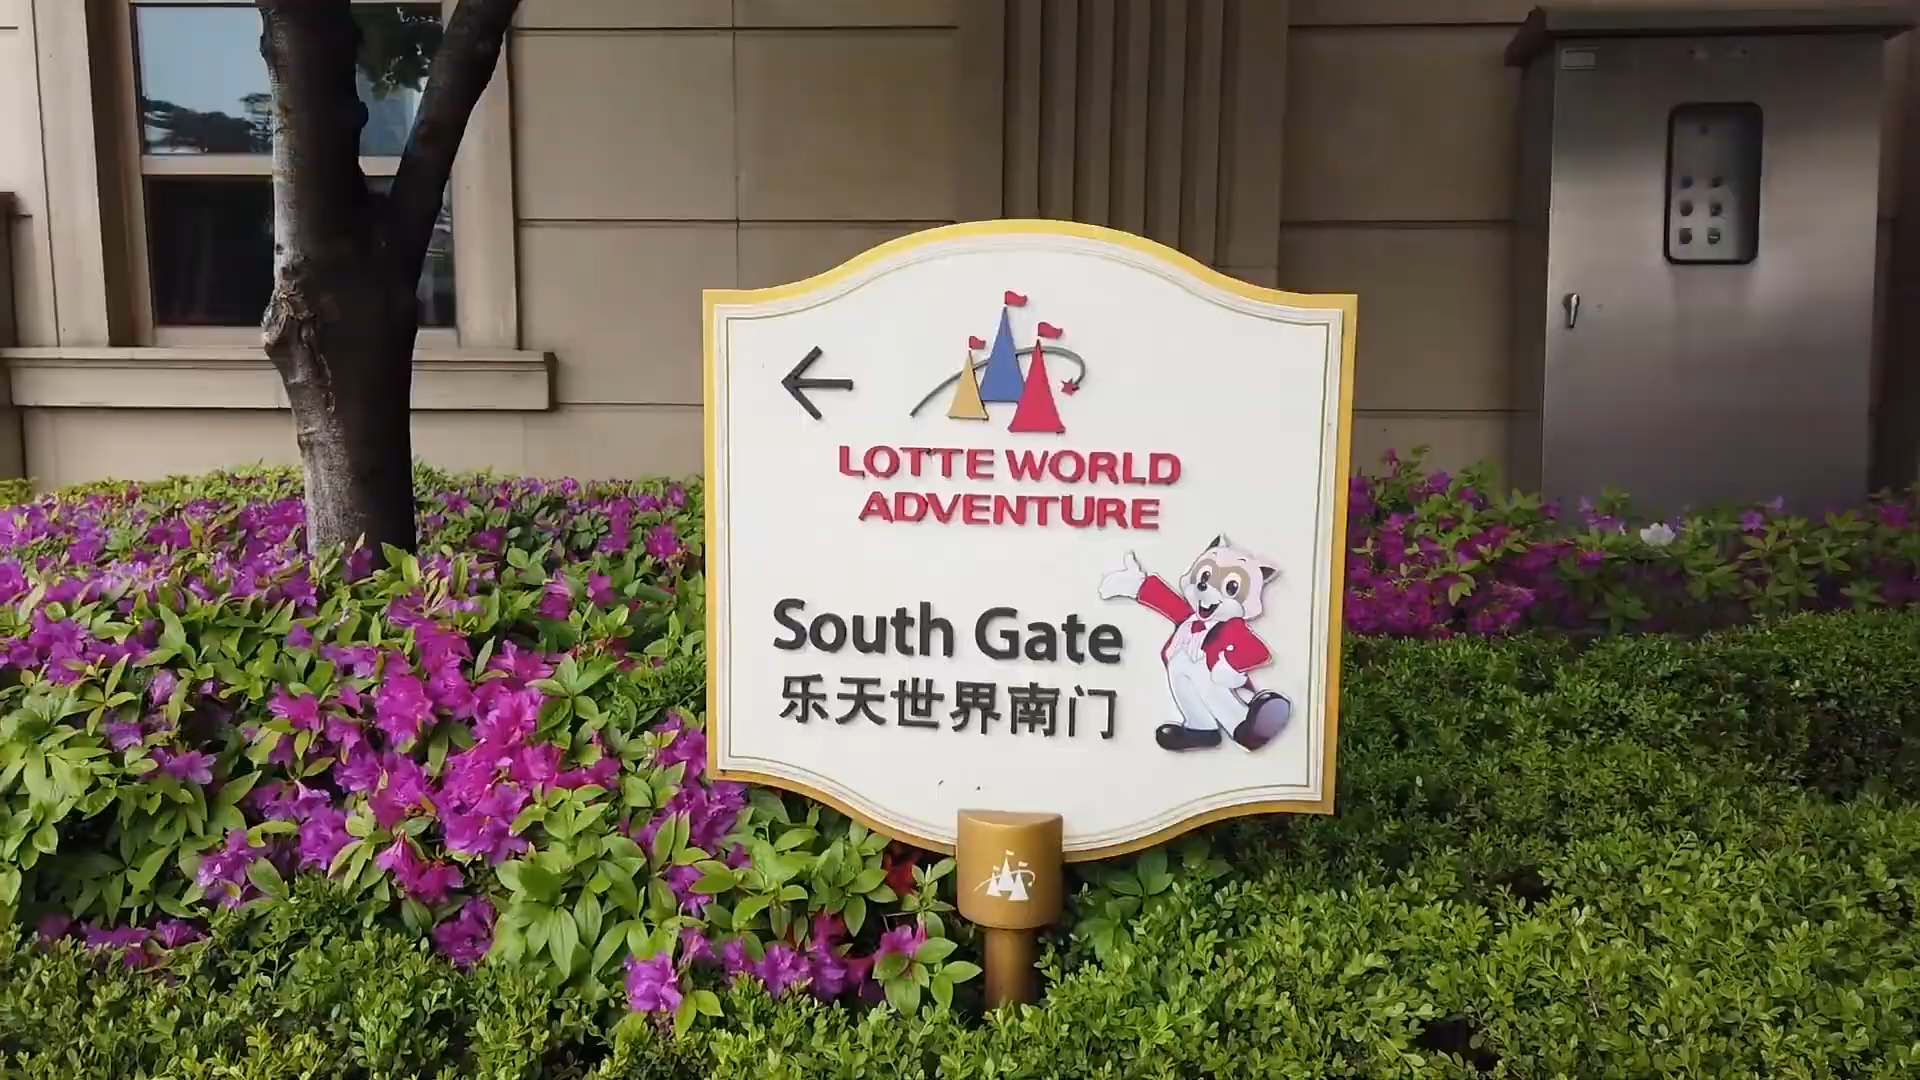 LOTTE WORLD
ADVENTURE
South Gate
乐天世界南门